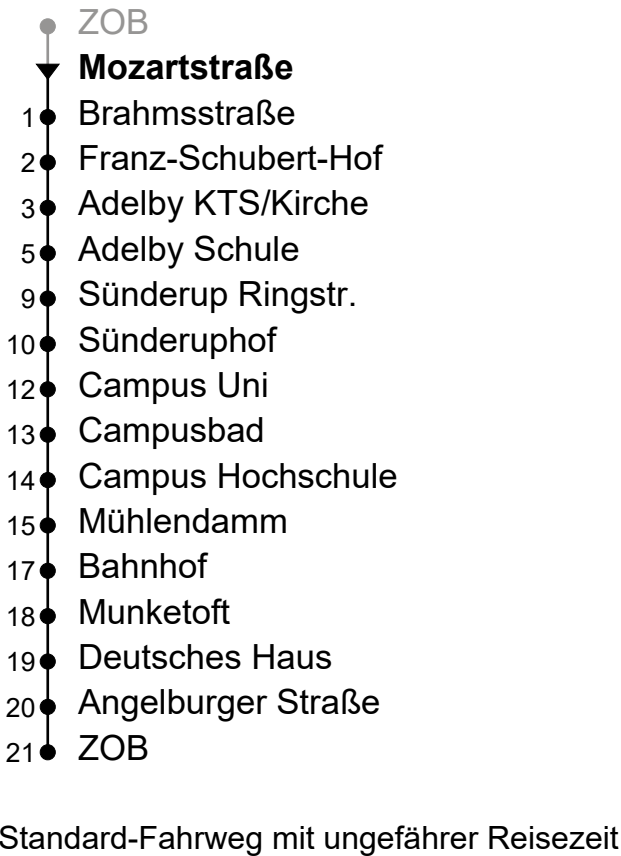 ZOB
Mozartstraße
1 Brahmsstraße
2 Franz-Schubert-Hof
3 Adelby KTS/Kirche
5 Adelby Schule
9 Sünderup Ringstr.
10 Sünderuphof
12 Campus Uni
13 Campusbad
14 Campus Hochschule
15 Mühlendamm
17 Bahnhof
18 Munketoft
19 Deutsches Haus
20 Angelburger Straße
21 ZOB
Standard-Fahrweg mit ungefährer Reisezeit